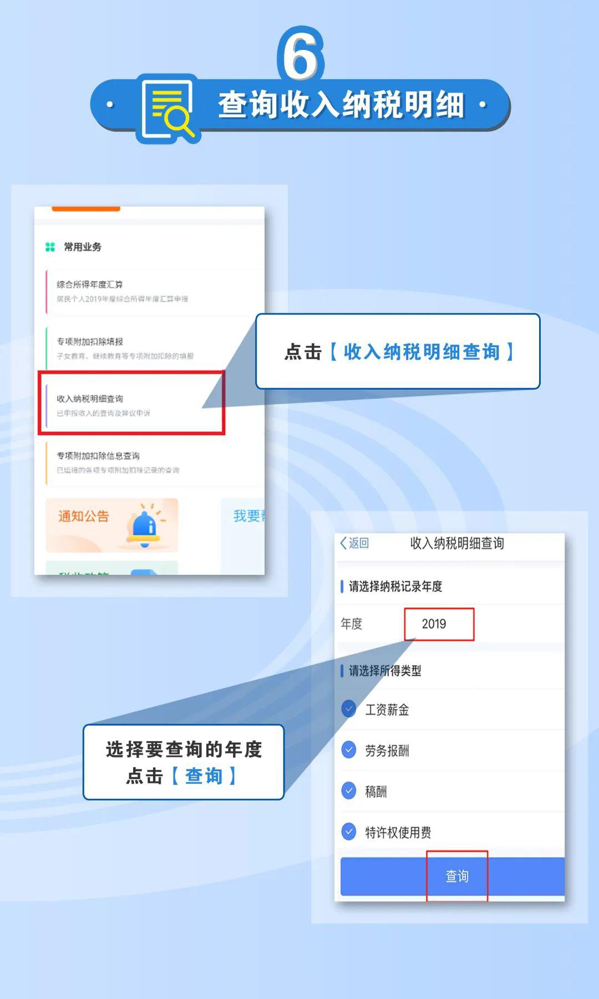 6
查询收入纳税明细
常用业务
综合所得年度汇算
居民个人2019年度综合所得年度汇算申报
专项附加扣除填报
子女教育、继续教育等专项附加扣除的填报
点击【收入纳税明细查询】
收入纳税明细查询
已申报收入的查询及异议申诉
专项附加扣除信息查询
已填报的各项专项附加扣除记录的查询
通知公告
我要
返回
收入纳税明细查询
请选择纳税记录年度
年度
2019
请选择所得类型
工资薪金
劳务报酬
稿酬
特许权使用费
查询
选择要查询的年度
点击【查询】